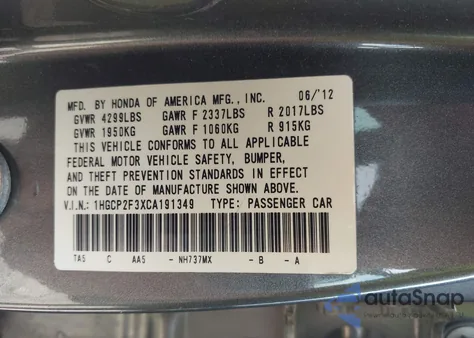 MFD. BY HONDA OF AMERICA MFG., INC. 06/'12
GVWR 4299LBS GAWR F 2337LBS R 2017LBS
GVWR 1950KG GAWR F 1060KG R 915KG
THIS VEHICLE CONFORMS TO ALL APPLICABLE
FEDERAL MOTOR VEHICLE SAFETY, BUMPER,
AND THEFT PREVENTION STANDARDS IN EFFECT
ON THE DATE OF MANUFACTURE SHOWN ABOVE.
V.I.N.: 1HGCP2F3XCA191349 TYPE: PASSENGER CAR
TA5 C AA5 - NH737MX - B - A
autoSnap